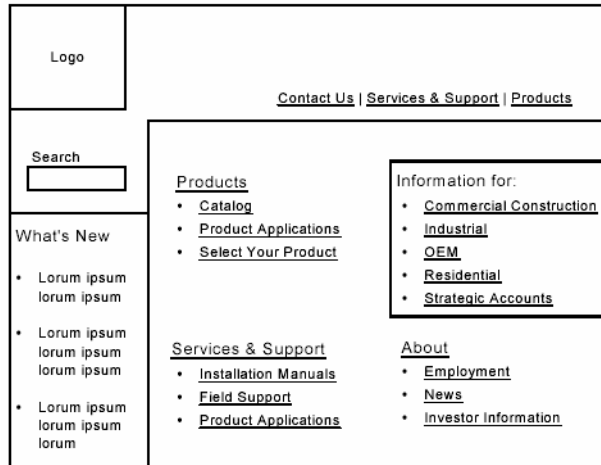 Logo
Contact Us | Services & Support | Products
Search
What's New
• Lorum ipsum
lorum ipsum
• Lorum ipsum
lorum ipsum
lorum ipsum
• Lorum ipsum
lorum ipsum
lorum
Products
• Catalog
• Product Applications
• Select Your Product
Information for:
• Commercial Construction
• Industrial
• OEM
• Residential
• Strategic Accounts
Services & Support
• Installation Manuals
• Field Support
• Product Applications
About
• Employment
• News
• Investor Information